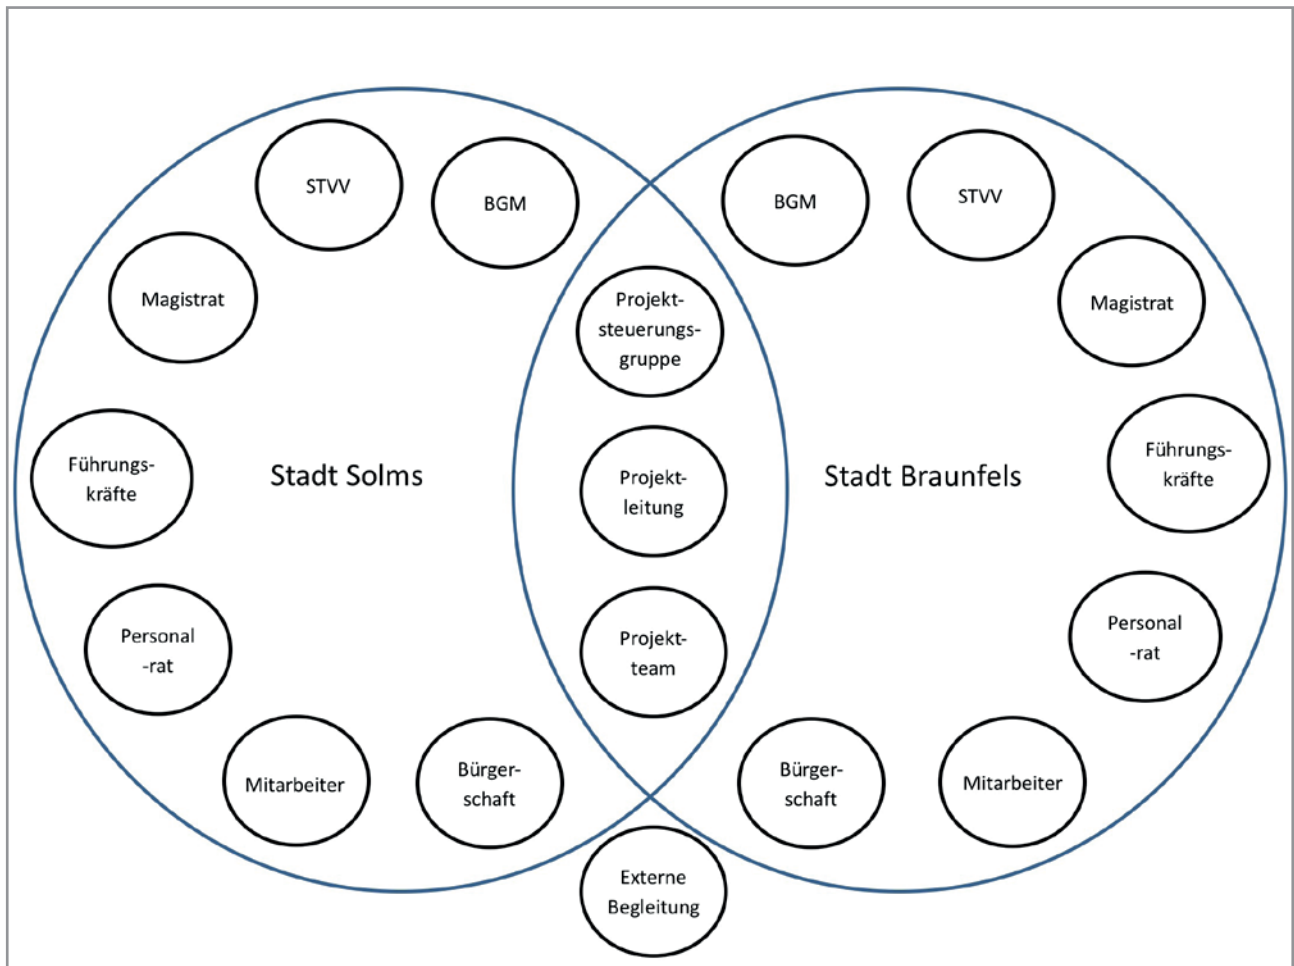 STVV
BGM
BGM
STVV
Magistrat
Projekt-
steuerungs-
gruppe
Magistrat
Führungs-
kräfte
Stadt Solms
Projekt-
leitung
Stadt Braunfels
Führungs-
kräfte
Personal
-rat
Projekt-
team
Personal
-rat
Mitarbeiter
Bürger-
schaft
Bürger-
schaft
Mitarbeiter
Externe
Begleitung